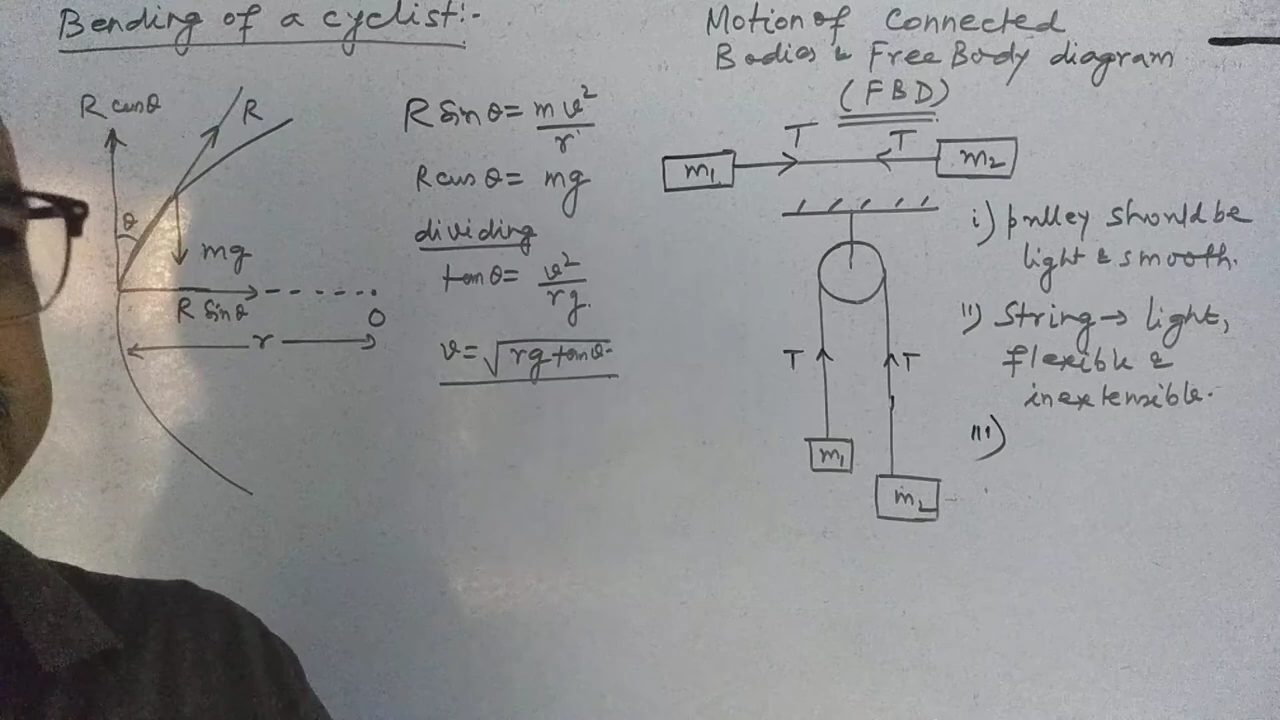 Bending of a cyclist:-
R cos θ
R
θ
mg
R Sin θ
O
r
R Sin θ = mv²/r
R cos θ = mg
dividing
tan θ = v²/rg.
v = √rg tan θ.
Motion of Connected
Bodies & Free Body diagram
(FBD)
T T
m₁ m₂
T T
m₁
m₂
i) pulley should be
light & smooth.
ii) String → light,
flexible &
inextensible.
iii)